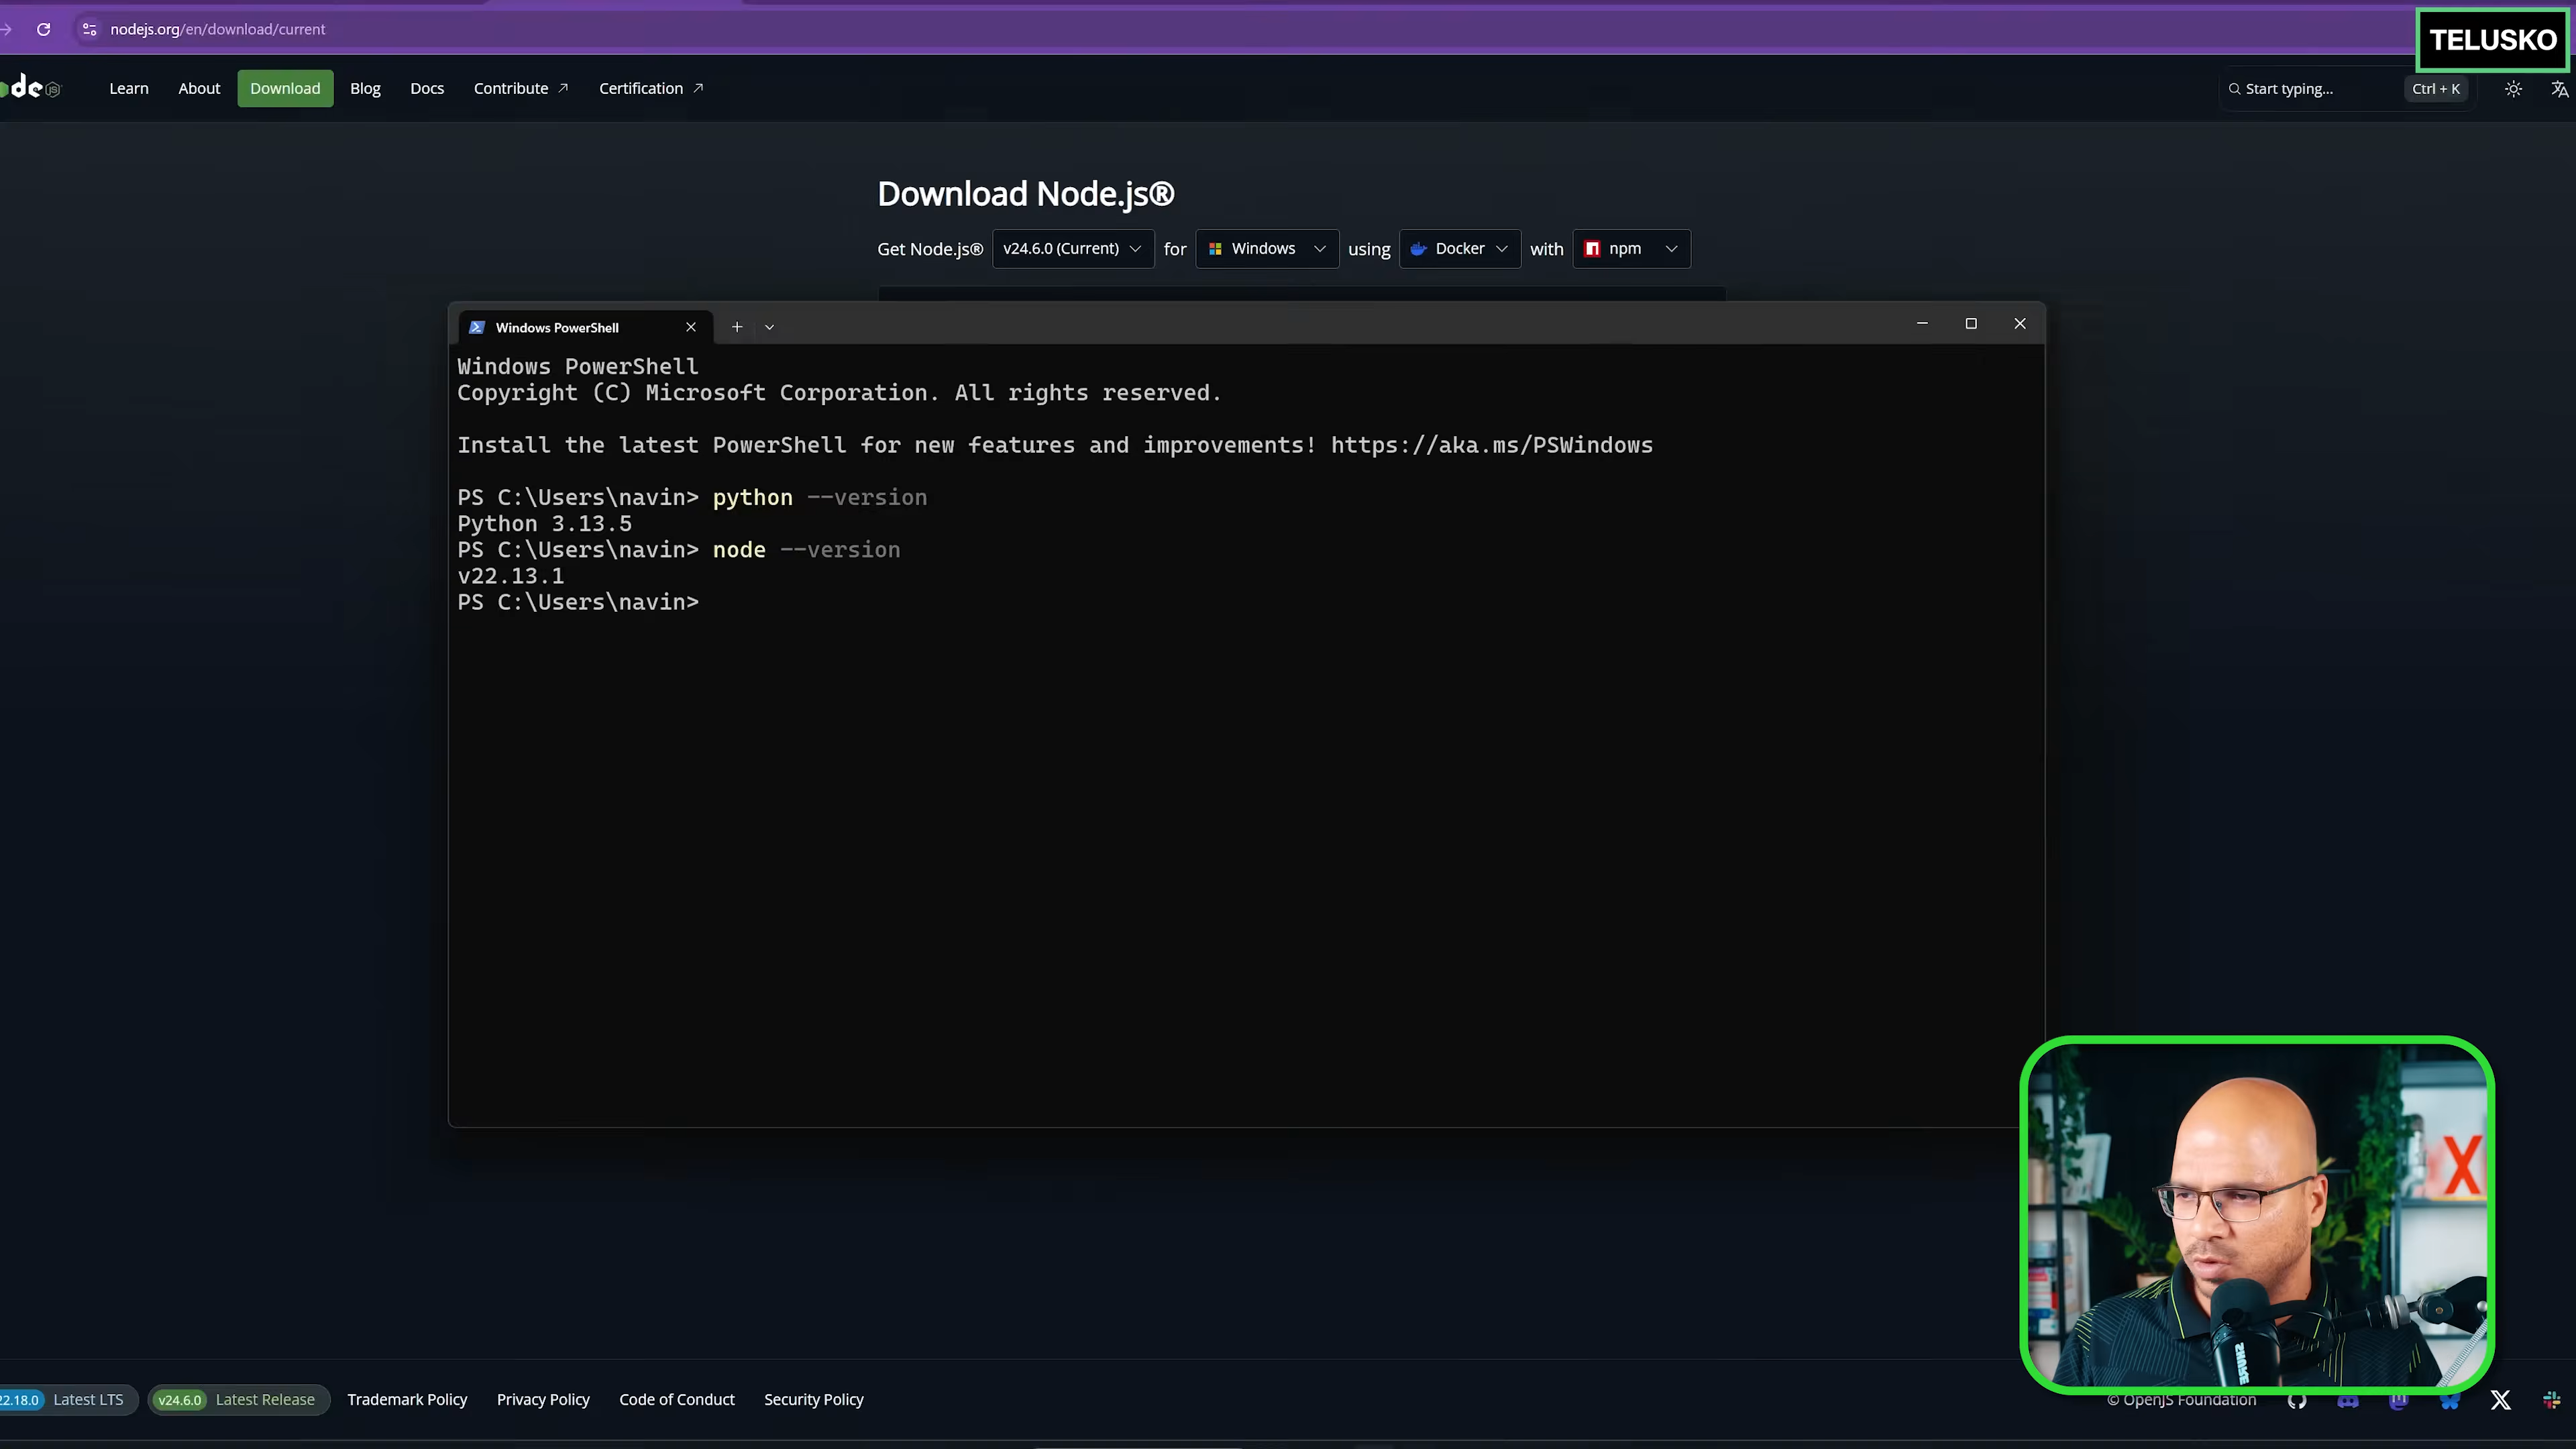 nodejs.org/en/download/current
TELUSKO
de JS Learn About Download Blog Docs Contribute Certification Start typing... Ctrl + K
Download Node.js®
Get Node.js® v24.6.0 (Current) for Windows using Docker with npm
Windows PowerShell
Windows PowerShell
Copyright (C) Microsoft Corporation. All rights reserved.
Install the latest PowerShell for new features and improvements! https://aka.ms/PSWindows
PS C:\Users\navin> python --version
Python 3.13.5
PS C:\Users\navin> node --version
v22.13.1
PS C:\Users\navin>
X
SHURE
22.18.0 Latest LTS v24.6.0 Latest Release Trademark Policy Privacy Policy Code of Conduct Security Policy © OpenJS Foundation